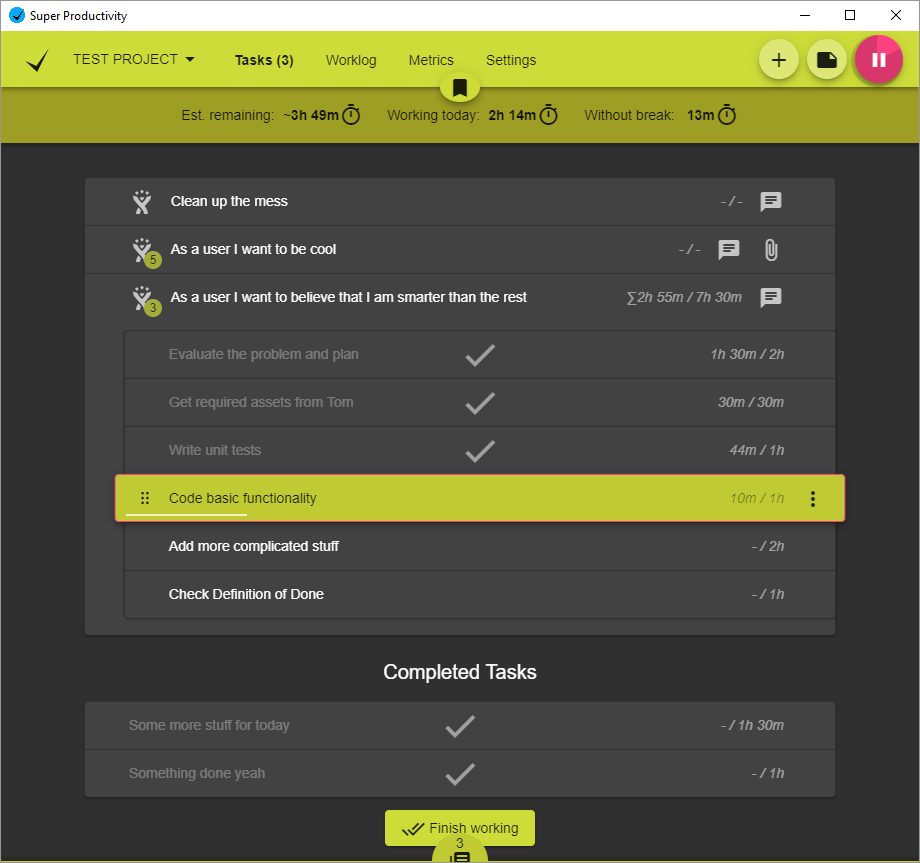 Super Productivity
TEST PROJECT Tasks (3) Worklog Metrics Settings
Est. remaining: ~3h 49m Working today: 2h 14m Without break: 13m
Clean up the mess - / -
5 As a user I want to be cool - / -
3 As a user I want to believe that I am smarter than the rest ∑2h 55m / 7h 30m
Evaluate the problem and plan 1h 30m / 2h
Get required assets from Tom 30m / 30m
Write unit tests 44m / 1h
Code basic functionality 10m / 1h
Add more complicated stuff - / 2h
Check Definition of Done - / 1h
Completed Tasks
Some more stuff for today - / 1h 30m
Something done yeah - / 1h
Finish working
3